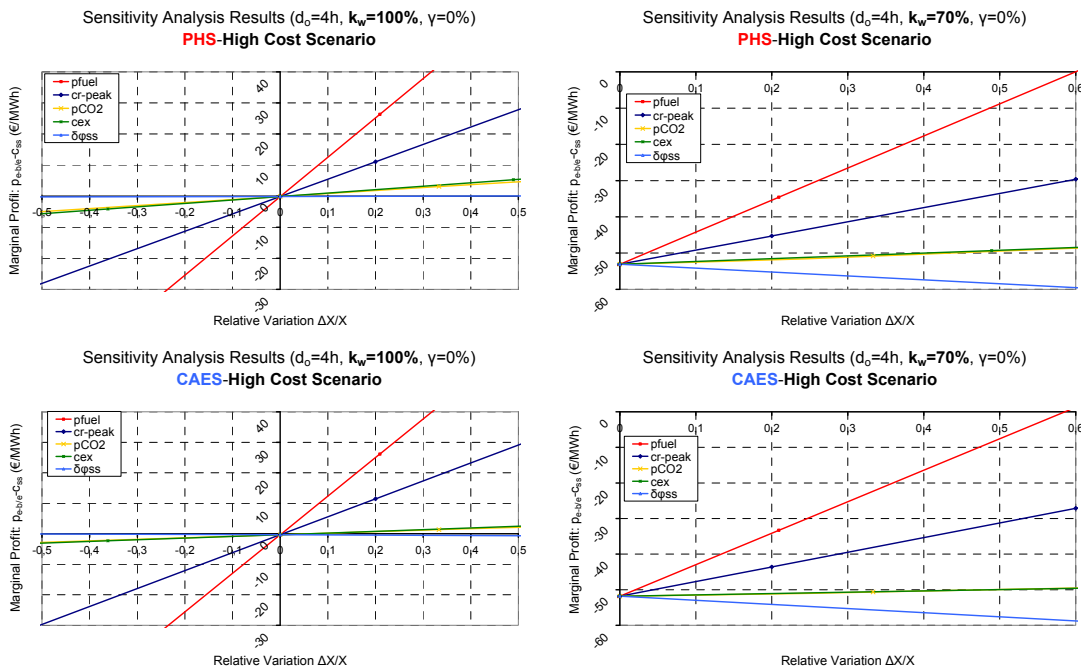 Sensitivity Analysis Results (do=4h, kw=100%, γ=0%)
PHS-High Cost Scenario
Marginal Profit: pe-b/e-css (€/MWh)
pfuel
cr-peak
pCO2
cex
δφss
40
30
20
10
0
-10
-20
-30
-0.5 -0.4 -0.3 -0.2 -0.1 0 0.1 0.2 0.3 0.4 0.5
Relative Variation ΔX/X
Sensitivity Analysis Results (do=4h, kw=70%, γ=0%)
PHS-High Cost Scenario
Marginal Profit: pe-b/e-css (€/MWh)
0 0.1 0.2 0.3 0.4 0.5 0.6
pfuel
cr-peak
pCO2
cex
δφss
0
-10
-20
-30
-40
-50
-60
Relative Variation ΔX/X
Sensitivity Analysis Results (do=4h, kw=100%, γ=0%)
CAES-High Cost Scenario
Marginal Profit: pe-b/e-css (€/MWh)
pfuel
cr-peak
pCO2
cex
δφss
40
30
20
10
0
-10
-20
-30
-0.5 -0.4 -0.3 -0.2 -0.1 0 0.1 0.2 0.3 0.4 0.5
Relative Variation ΔX/X
Sensitivity Analysis Results (do=4h, kw=70%, γ=0%)
CAES-High Cost Scenario
Marginal Profit: pe-b/e-css (€/MWh)
0 0.1 0.2 0.3 0.4 0.5 0.6
pfuel
cr-peak
pCO2
cex
δφss
0
-10
-20
-30
-40
-50
-60
Relative Variation ΔX/X